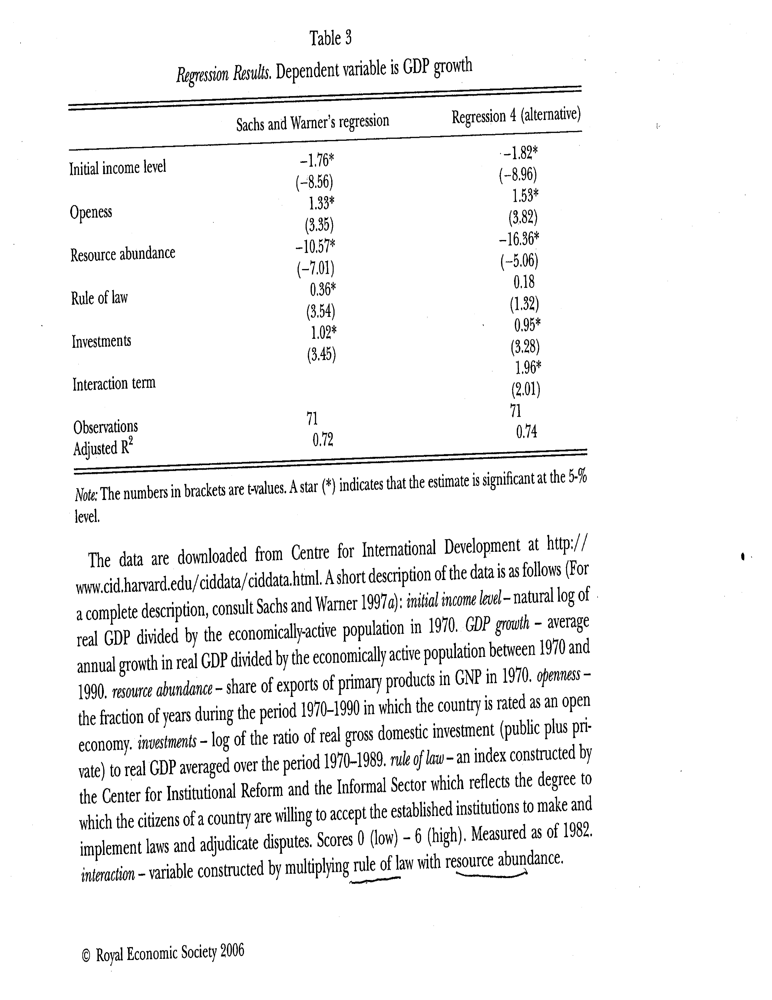 Table 3
Regression Results. Dependent variable is GDP growth
Sachs and Warner's regression Regression 4 (alternative)
Initial income level −1.76* −1.82*
(−8.56) (−8.96)
Openess 1.33* 1.53*
(3.35) (3.82)
Resource abundance −10.57* −16.36*
(−7.01) (−5.06)
Rule of law 0.36* 0.18
(3.54) (1.32)
Investments 1.02* 0.95*
(3.45) (3.28)
Interaction term 1.96*
(2.01)
Observations 71 71
Adjusted R² 0.72 0.74
Note: The numbers in brackets are t-values. A star (*) indicates that the estimate is significant at the 5-%
level.
The data are downloaded from Centre for International Development at http://
www.cid.harvard.edu/ciddata/ciddata.html. A short description of the data is as follows (For
a complete description, consult Sachs and Warner 1997a): initial income level – natural log of
real GDP divided by the economically-active population in 1970. GDP growth – average
annual growth in real GDP divided by the economically active population between 1970 and
1990. resource abundance – share of exports of primary products in GNP in 1970. openness –
the fraction of years during the period 1970–1990 in which the country is rated as an open
economy. investments – log of the ratio of real gross domestic investment (public plus pri-
vate) to real GDP averaged over the period 1970–1989. rule of law – an index constructed by
the Center for Institutional Reform and the Informal Sector which reflects the degree to
which the citizens of a country are willing to accept the established institutions to make and
implement laws and adjudicate disputes. Scores 0 (low) – 6 (high). Measured as of 1982.
interaction – variable constructed by multiplying rule of law with resource abundance.
© Royal Economic Society 2006